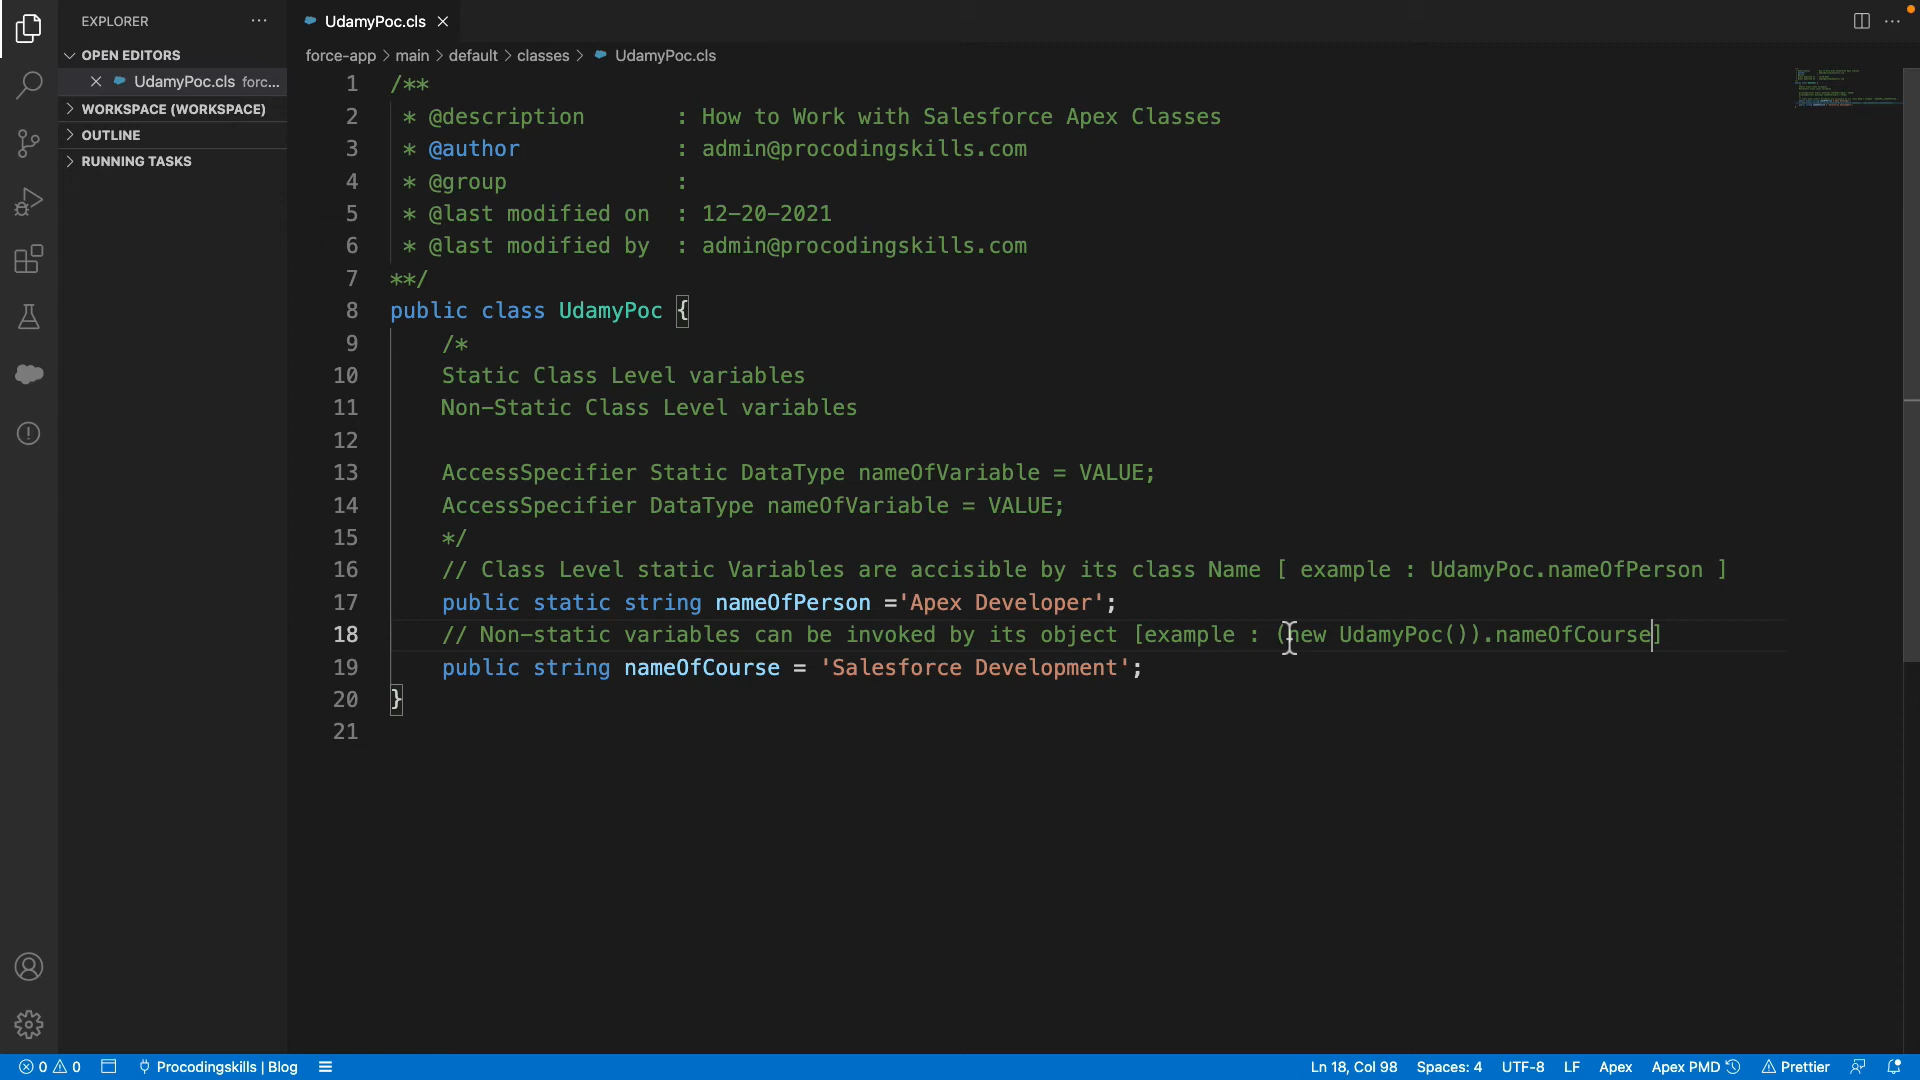 EXPLORER
UdamyPoc.cls
OPEN EDITORS
UdamyPoc.cls forc...
WORKSPACE (WORKSPACE)
OUTLINE
RUNNING TASKS
force-app > main > default > classes > UdamyPoc.cls
1 /**
2 * @description : How to Work with Salesforce Apex Classes
3 * @author : admin@procodingskills.com
4 * @group :
5 * @last modified on : 12-20-2021
6 * @last modified by : admin@procodingskills.com
7 **/
8 public class UdamyPoc {
9 /*
10 Static Class Level variables
11 Non-Static Class Level variables
12
13 AccessSpecifier Static DataType nameOfVariable = VALUE;
14 AccessSpecifier DataType nameOfVariable = VALUE;
15 */
16 // Class Level static Variables are accisible by its class Name [ example : UdamyPoc.nameOfPerson ]
17 public static string nameOfPerson ='Apex Developer';
18 // Non-static variables can be invoked by its object [example : (new UdamyPoc()).nameOfCourse]
19 public string nameOfCourse = 'Salesforce Development';
20 }
21
0 0 Procodingskills | Blog Ln 18, Col 98 Spaces: 4 UTF-8 LF Apex Apex PMD Prettier